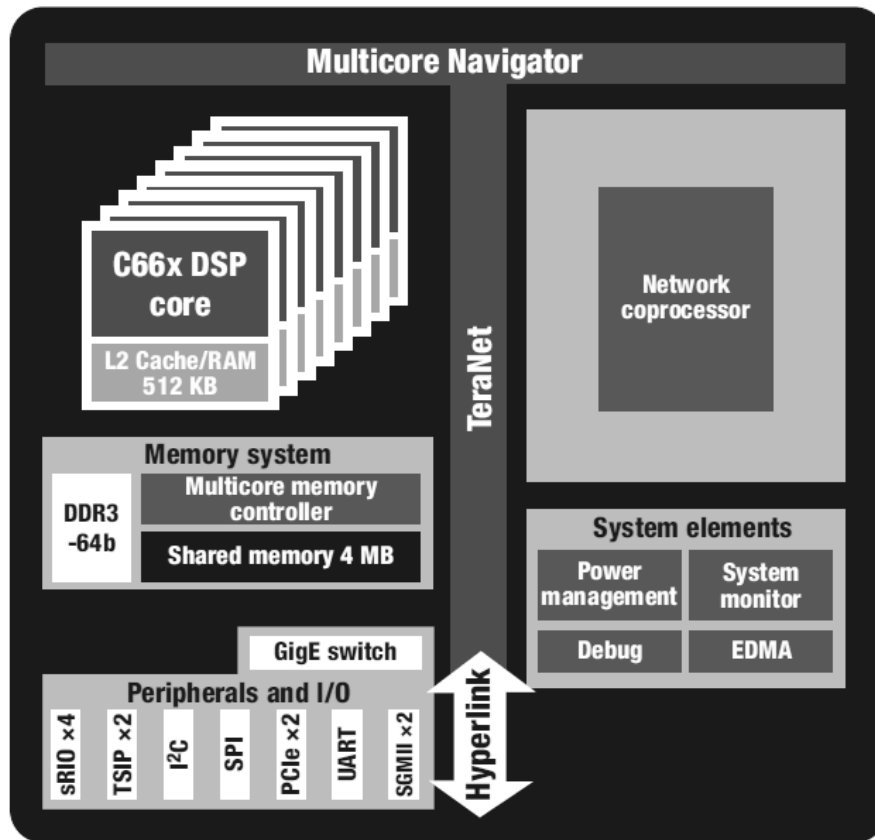 Multicore Navigator
C66x DSP
core
L2 Cache/RAM
512 KB
TeraNet
Network
coprocessor
Memory system
DDR3
-64b
Multicore memory
controller
Shared memory 4 MB
System elements
Power
management
System
monitor
Debug
EDMA
GigE switch
Peripherals and I/O
sRIO ×4
TSIP ×2
I²C
SPI
PCIe ×2
UART
SGMII ×2
Hyperlink